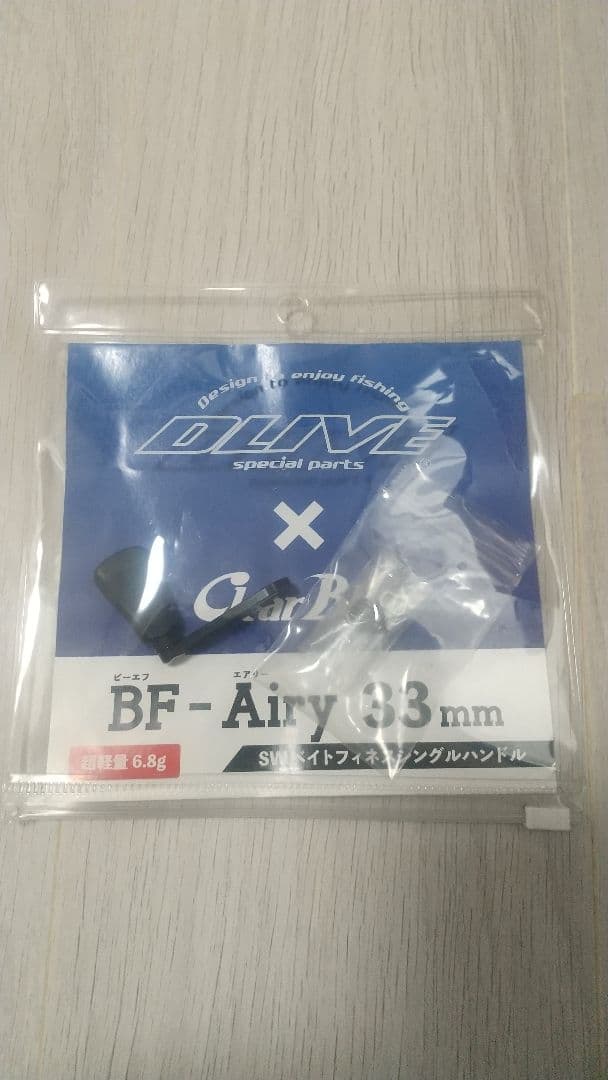 Design to enjoy fishing
DLIVE
special parts
×
ビーエフ エアリー
BF - Airy 33mm
超軽量 6.8g
SWベイトフィネスシングルハンドル